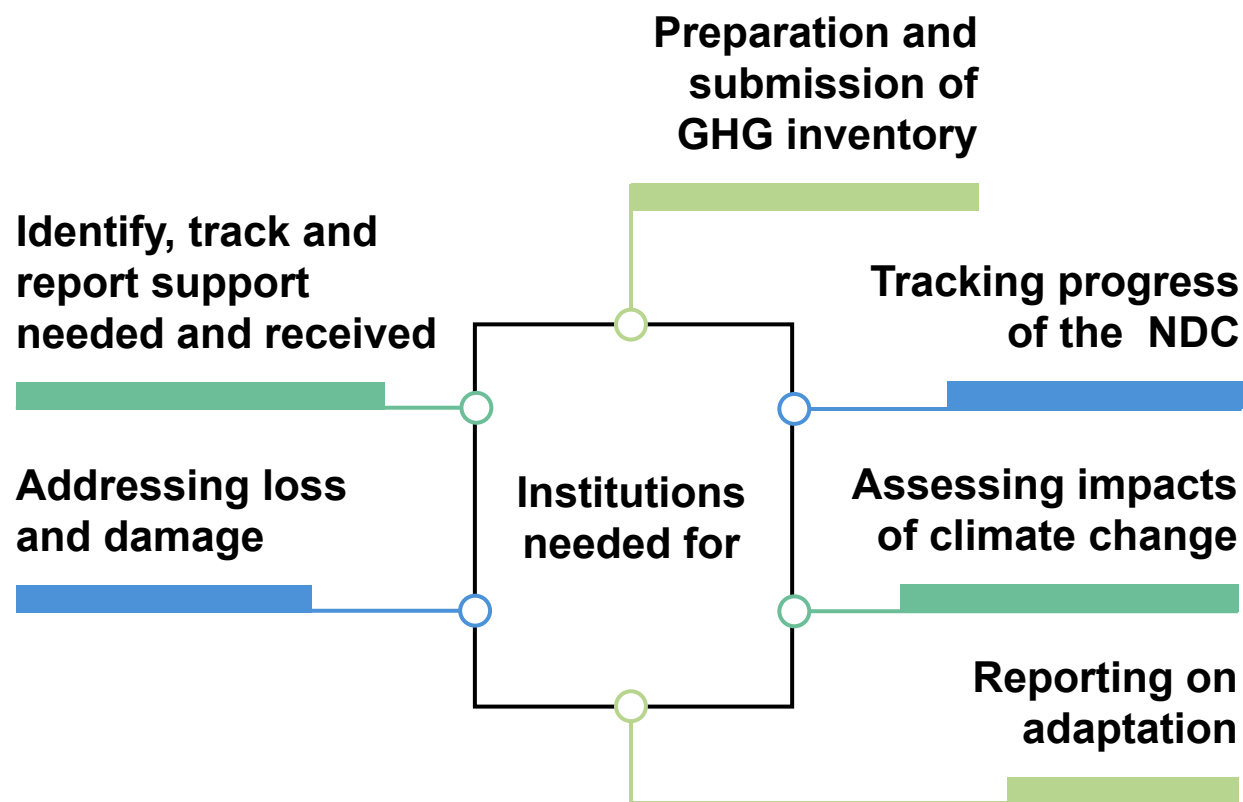 Preparation and
submission of
GHG inventory
Identify, track and
report support
needed and received
Tracking progress
of the  NDC
Addressing loss
and damage
Institutions
needed for
Assessing impacts
of climate change
Reporting on
adaptation